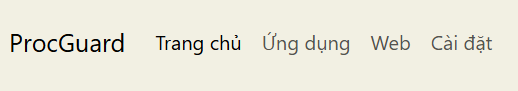 ProcGuard Trang chủ Ứng dụng Web Cài đặt